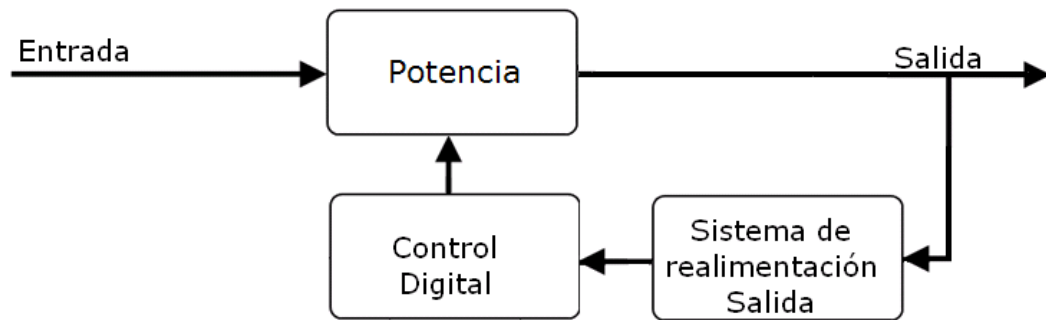 Entrada
Potencia
Salida
Control
Digital
Sistema de
realimentación
Salida